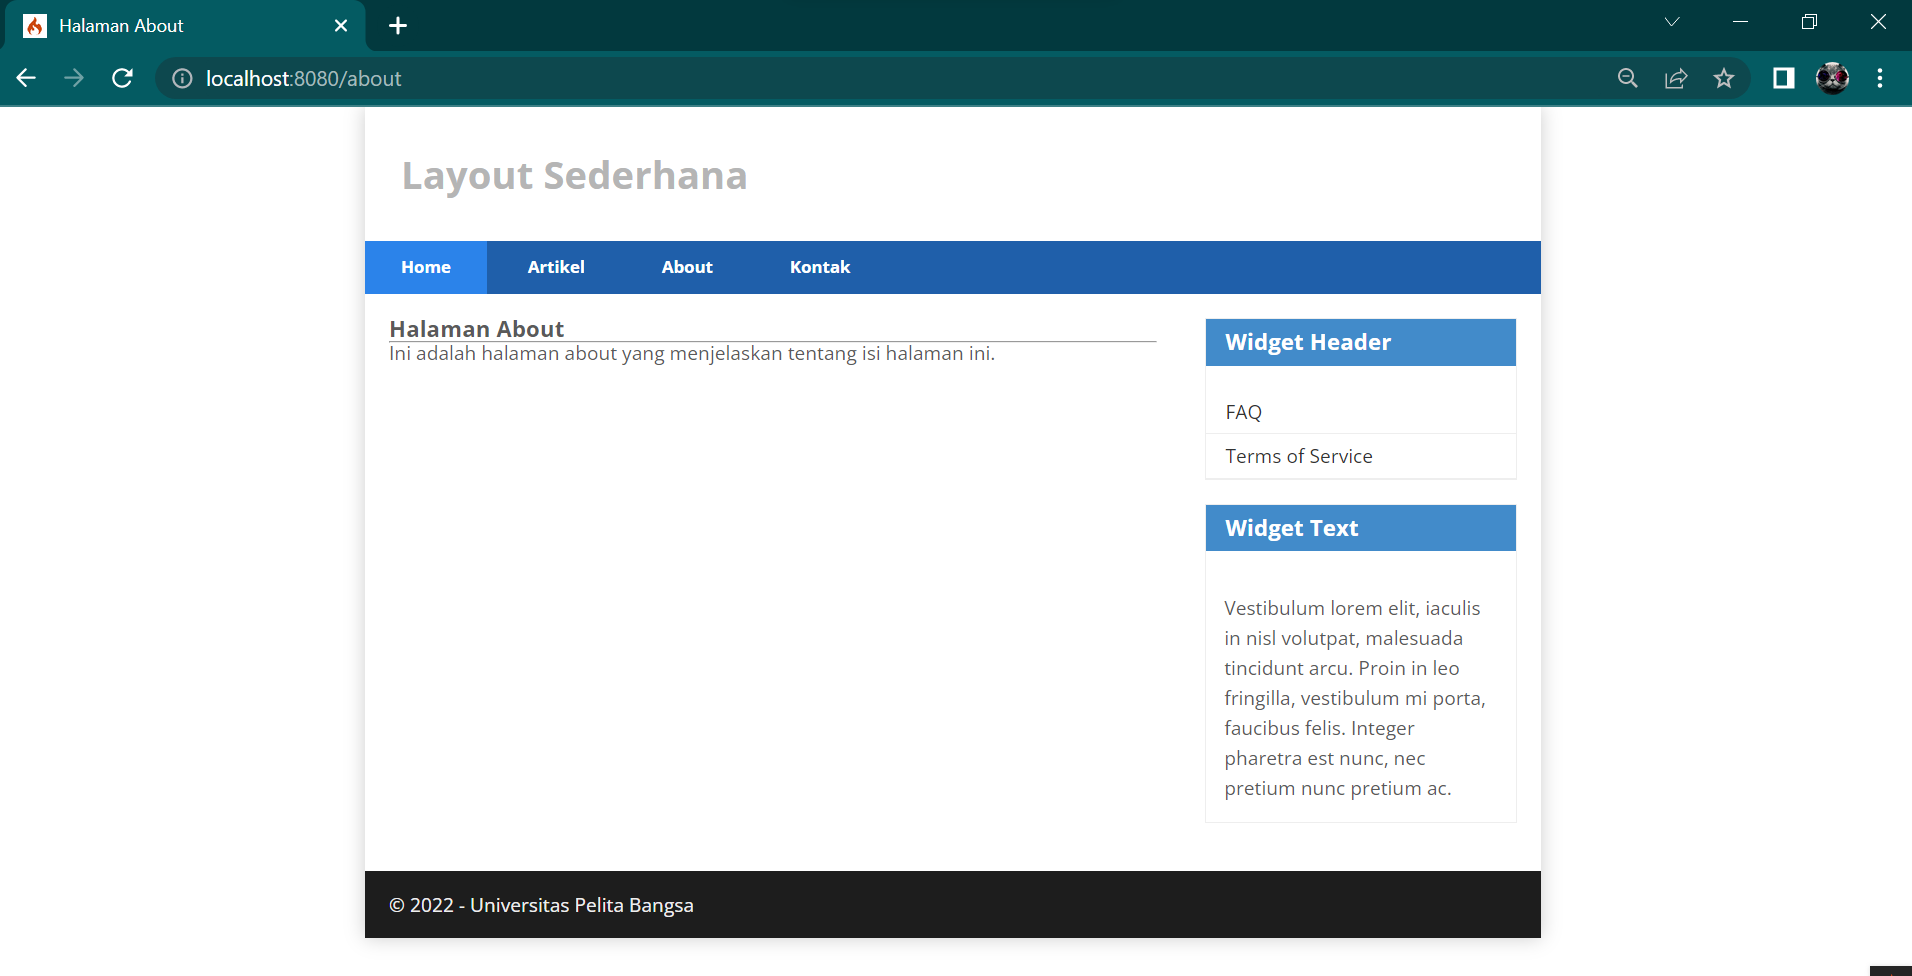 Halaman About
localhost:8080/about
Layout Sederhana
Home Artikel About Kontak
Halaman About
Ini adalah halaman about yang menjelaskan tentang isi halaman ini.
Widget Header
FAQ
Terms of Service
Widget Text
Vestibulum lorem elit, iaculis
in nisl volutpat, malesuada
tincidunt arcu. Proin in leo
fringilla, vestibulum mi porta,
faucibus felis. Integer
pharetra est nunc, nec
pretium nunc pretium ac.
© 2022 - Universitas Pelita Bangsa